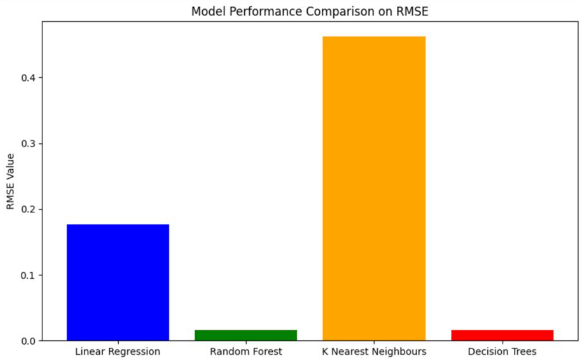 Model Performance Comparison on RMSE
RMSE Value
0.4
0.3
0.2
0.1
0.0
Linear Regression
Random Forest
K Nearest Neighbours
Decision Trees